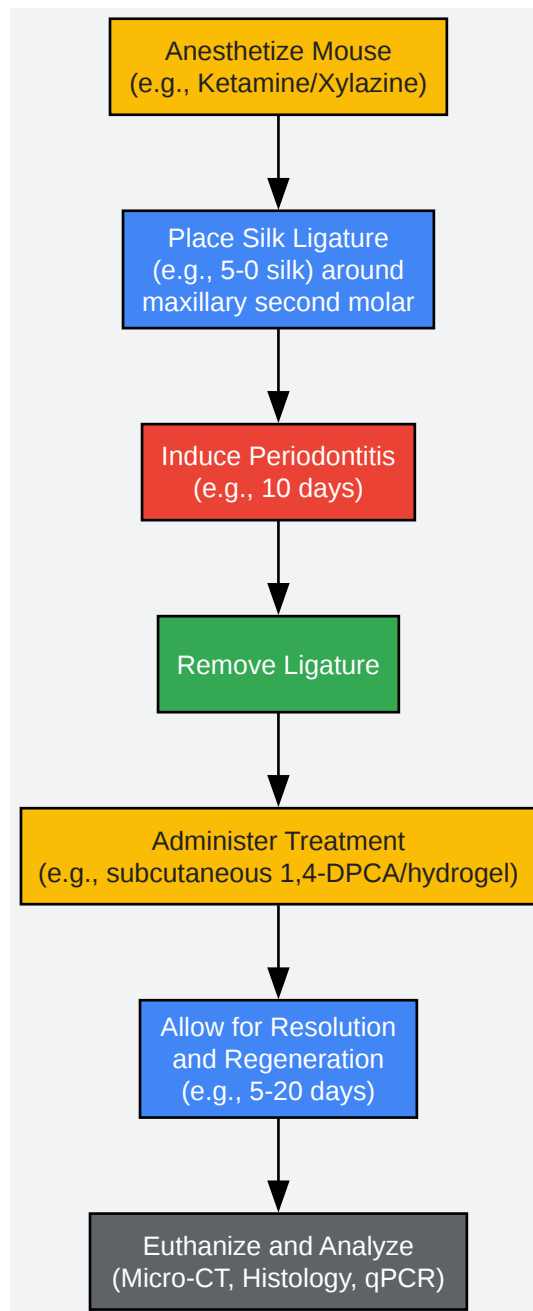 Anesthetize Mouse
(e.g., Ketamine/Xylazine)
Place Silk Ligature
(e.g., 5-0 silk) around
maxillary second molar
Induce Periodontitis
(e.g., 10 days)
Remove Ligature
Administer Treatment
(e.g., subcutaneous 1,4-DPCA/hydrogel)
Allow for Resolution
and Regeneration
(e.g., 5-20 days)
Euthanize and Analyze
(Micro-CT, Histology, qPCR)